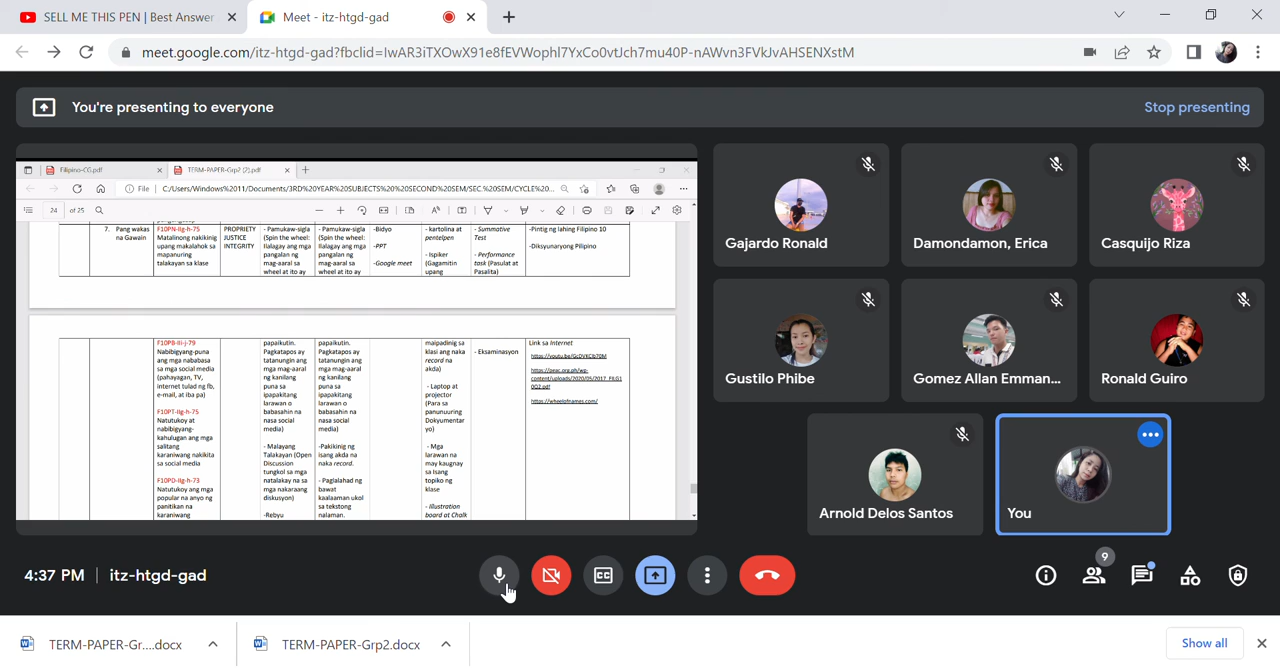 SELL ME THIS PEN | Best Answer
Meet - itz-htgd-gad
meet.google.com/itz-htgd-gad?fbclid=IwAR3iTXOwX91e8fEVWophI7YxCo0vtJch7mu40P-nAWvn3FVkJvAHSENXstM
You're presenting to everyone
Stop presenting
Filipino-CG.pdf
TERM-PAPER-Grp2 (2).pdf
File
C:/Users/Windows%2011/Documents/3RD%20YEAR%20SUBJECTS%20%20SECOND%20SEM/SEC.%20SEM/CYCLE%20...
24 of 25
7. Pang wakas
na Gawain
F10PN-IIg-h-75
Matalinong nakikinig
upang makalahok sa
mapanuring
talakayan sa klase
PROPRIETY
JUSTICE
INTEGRITY
- Pamukaw-sigla
(Spin the wheel:
Ilalagay ang mga
pangalan ng
mag-aaral sa
wheel at ito ay
- Pamukaw-sigla
(Spin the wheel:
Ilalagay ang mga
pangalan ng
mag-aaral sa
wheel at ito ay
-Bidyo
-PPT
-Google meet
- kartolina at
pentelpen
- Ispiker
(Gagamitin
upang
- Summative
Test
- Performance
task (Pasulat at
Pasalita)
-Pintig ng lahing Filipino 10
-Diksyunaryong Pilipino
F10PB-III-j-79
Nabibigyang-puna
ang mga nababasa
sa mga social media
(pahayagan, TV,
internet tulad ng fb,
e-mail, at iba pa)
F10PT-IIg-h-75
Natutukoy at
nabibigyang-
kahulugan ang mga
salitang
karaniwang nakikita
sa social media
F10PD-IIg-h-73
Natutukoy ang mga
popular na anyo ng
panitikan na
karaniwang
papaikutin.
Pagkatapos ay
tatanungin ang
mga mag-aaral
ng kanilang
puna sa
ipapakitang
larawan o
babasahin na
nasa social
media)
- Malayang
Talakayan (Open
Discussion
tungkol sa mga
natalakay na sa
mga nakaraang
diskusyon)
-Rebyu
papaikutin.
Pagkatapos ay
tatanungin ang
mga mag-aaral
ng kanilang
puna sa
ipapakitang
larawan o
babasahin na
nasa social
media)
-Pakikinig ng
isang akda na
naka record.
- Paglalahad ng
bawat
kaalaaman ukol
sa tekstong
nalaman.
maipadinig sa
klasi ang naka
record na
akda)
- Laptop at
projector
(Para sa
panunuuring
Dokyumentar
yo)
- Mga
larawan na
may kaugnay
sa isang
topiko ng
klase
- Illustration
board at Chalk
- Eksaminasyon
Link sa Internet
https://wheelofnames.com/
Gajardo Ronald
Damondamon, Erica
Casquijo Riza
Gustilo Phibe
Gomez Allan Emman...
Ronald Guiro
Arnold Delos Santos
You
4:37 PM | itz-htgd-gad
9
TERM-PAPER-Gr....docx
TERM-PAPER-Grp2.docx
Show all